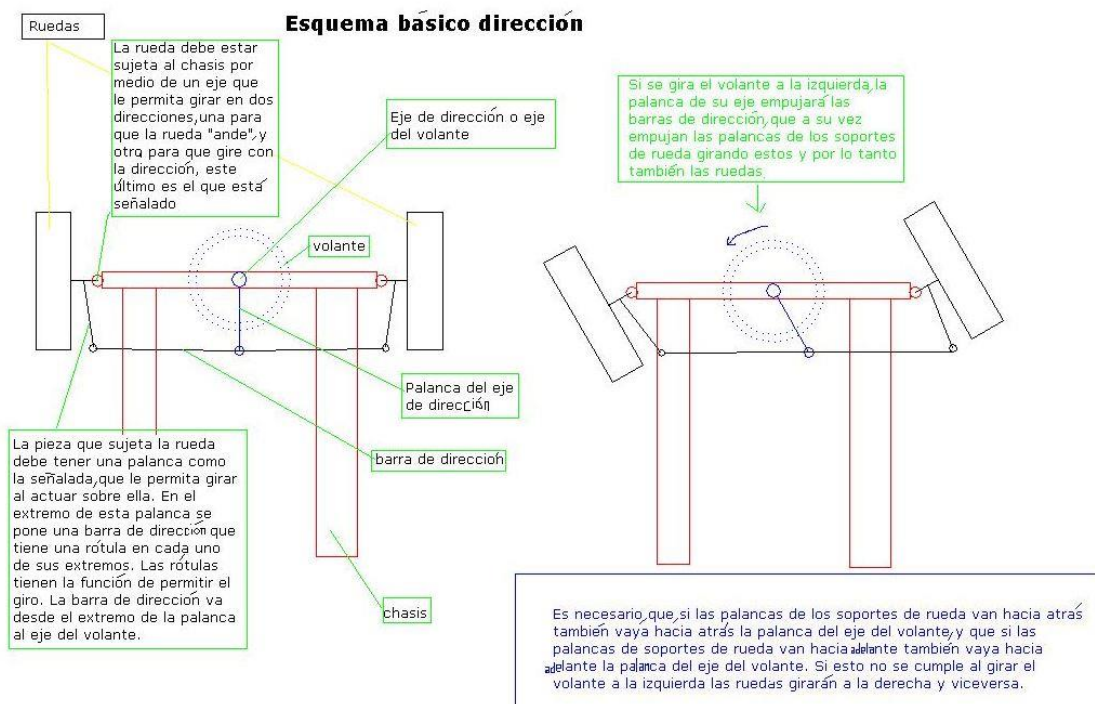 Esquema básico dirección
Ruedas
La rueda debe estar
sujeta al chasis por
medio de un eje que
le permita girar en dos
direcciones,una para
que la rueda "ande",y
otro para que gire con
la dirección, este
último es el que está
señalado
Eje de dirección o eje
del volante
volante
Palanca del eje
de dirección
barra de dirección
La pieza que sujeta la rueda
debe tener una palanca como
la señalada,que le permita girar
al actuar sobre ella. En el
extremo de esta palanca se
pone una barra de dirección que
tiene una rótula en cada uno
de sus extremos. Las rótulas
tienen la función de permitir el
giro. La barra de dirección va
desde el extremo de la palanca
al eje del volante.
chasis
Si se gira el volante a la izquierda,la
palanca de su eje empujará las
barras de dirección,que a su vez
empujan las palancas de los soportes
de rueda girando estos y por lo tanto
también las ruedas
Es necesario,que,si las palancas de los soportes de rueda van hacia atrás
también vaya hacia atrás la palanca del eje del volante,y que si las
palancas de soportes de rueda van hacia adelante también vaya hacia
adelante la palanca del eje del volante. Si esto no se cumple al girar el
volante a la izquierda las ruedas girarán a la derecha y viceversa.